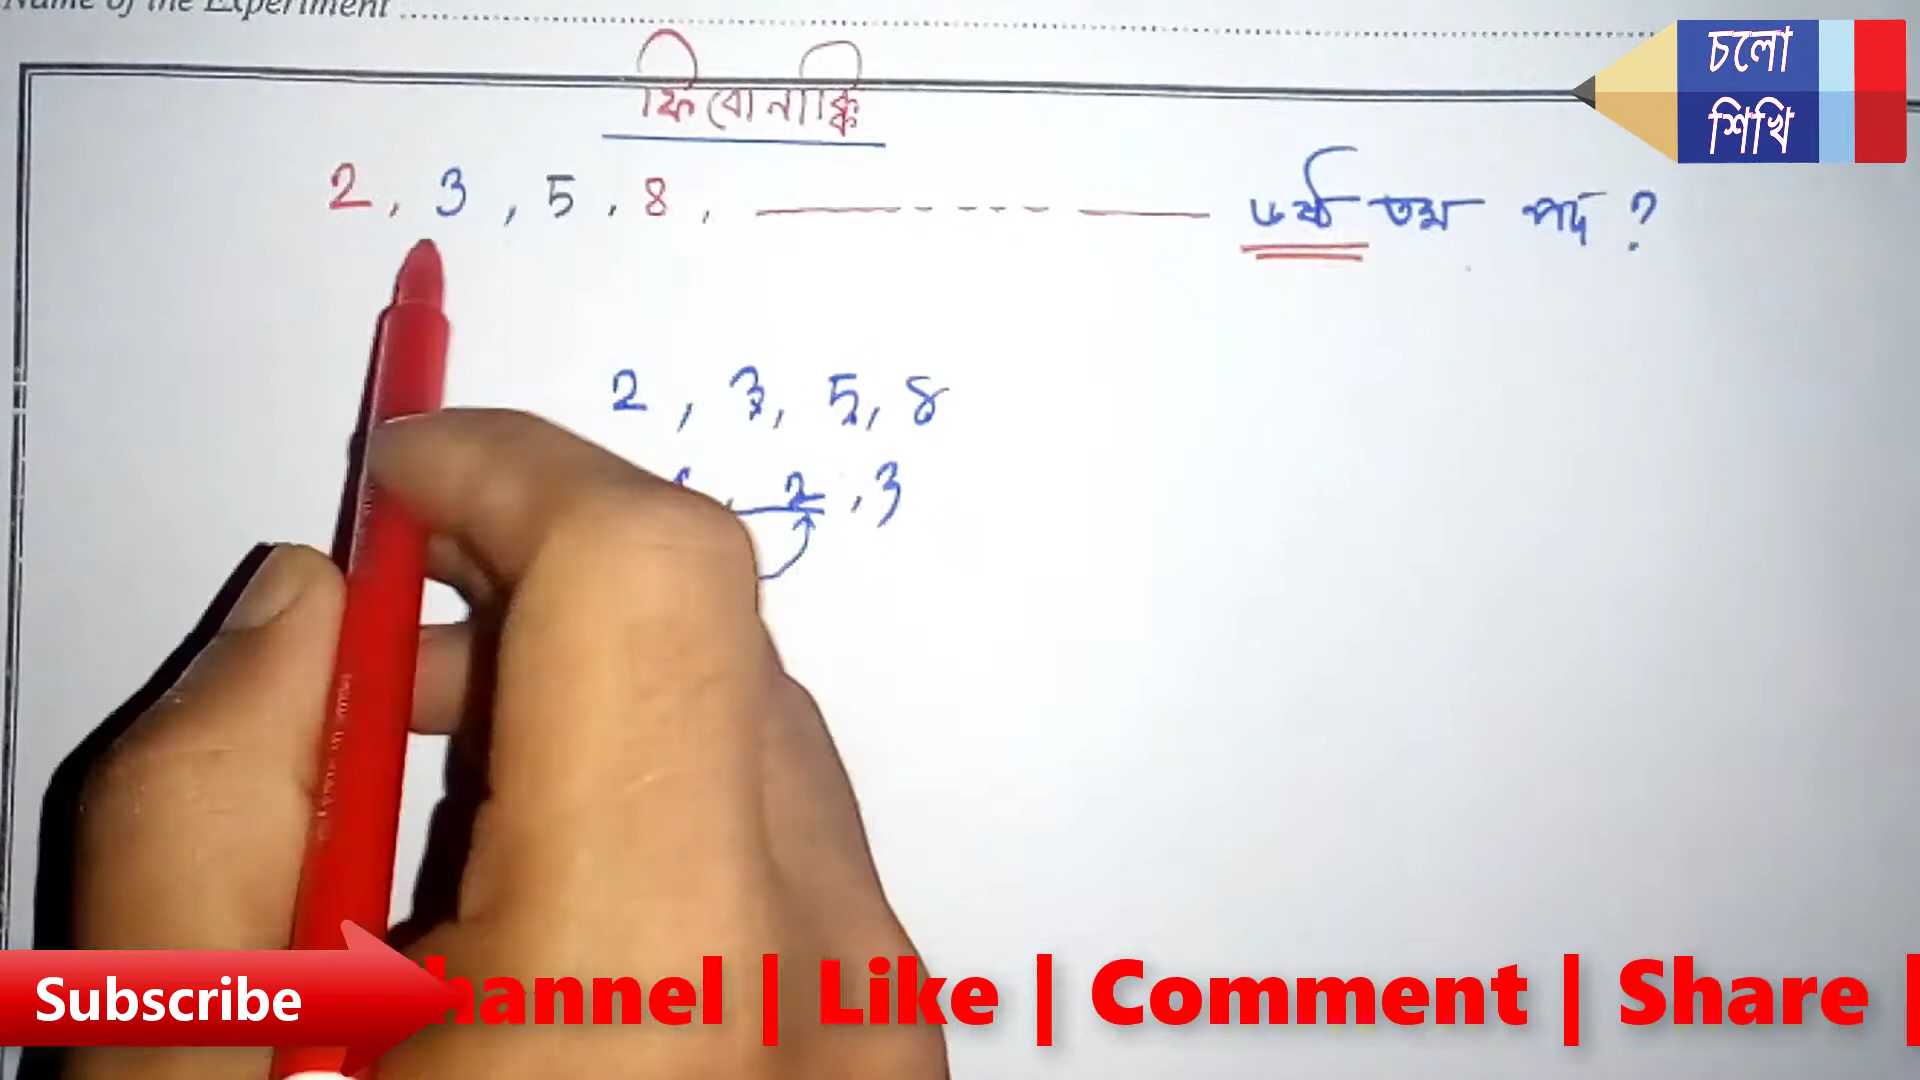 Name of the Experiment
চলো
শিখি
ফিবোনাক্কি
2, 3, 5, 8, ৬ষ্ঠ তম পদ ?
2, 3, 5, 8
2, 3
Subscribe
hannel | Like | Comment | Share |